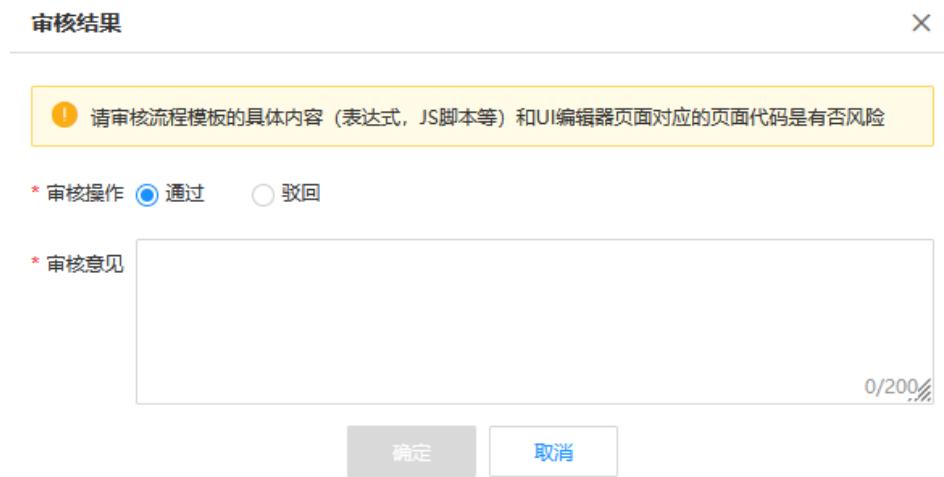 审核结果
请审核流程模板的具体内容（表达式，JS脚本等）和UI编辑器页面对应的页面代码是有否风险
* 审核操作 通过 驳回
* 审核意见
0/200
确定 取消